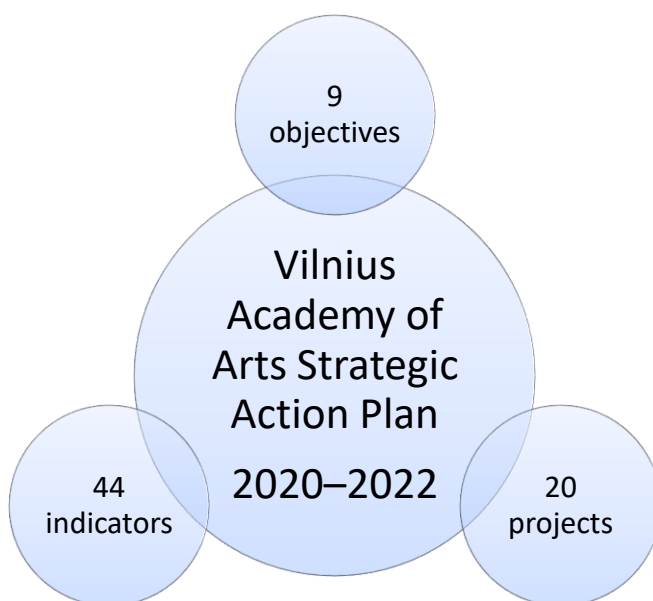 9
objectives
Vilnius
Academy of
Arts Strategic
Action Plan
2020–2022
44
indicators
20
projects